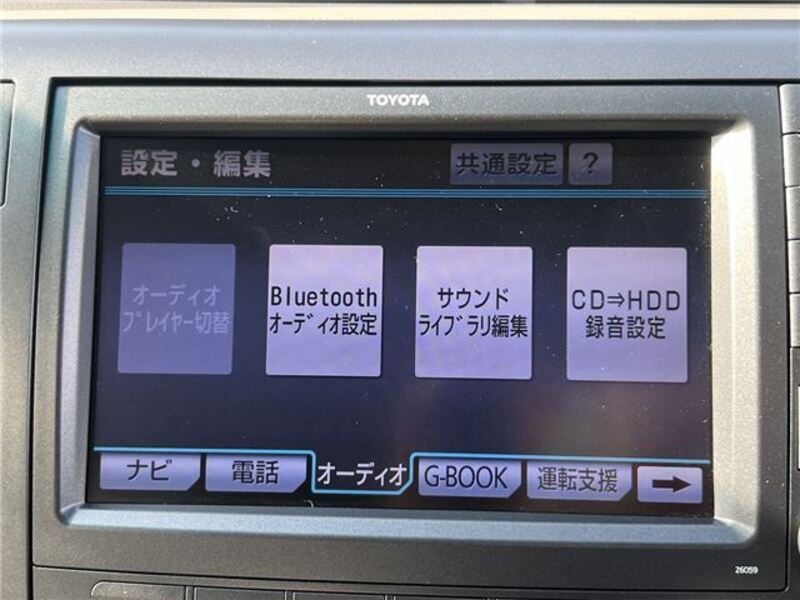 TOYOTA
設定・編集
共通設定
?
オーディオ
プレイヤー切替
Bluetooth
オーディオ設定
サウンド
ライブラリ編集
CD⇒HDD
録音設定
ナビ
電話
オーディオ
G-BOOK
運転支援
26059